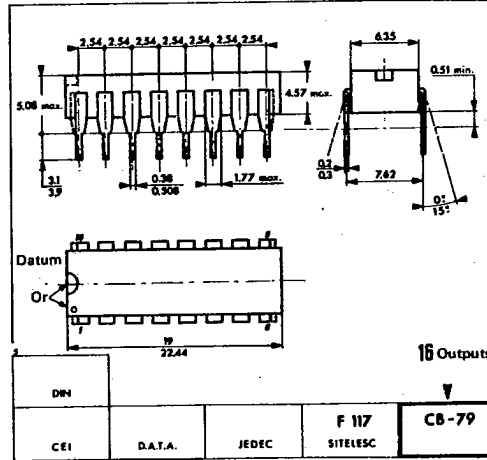 2,54 2,54 2,54 2,54 2,54 2,54 2,54
6.35
5.08 max.
4.57 max.
0.51 min.
3.1
3.9
0.38
0.508
1.77 max.
0.2
0.3
7.62
0°
15°
16
9
Datum
Or
1
8
19
22.44
16 Outputs
DIN
CEI
D.A.T.A.
JEDEC
F 117
SITELESC
CB-79